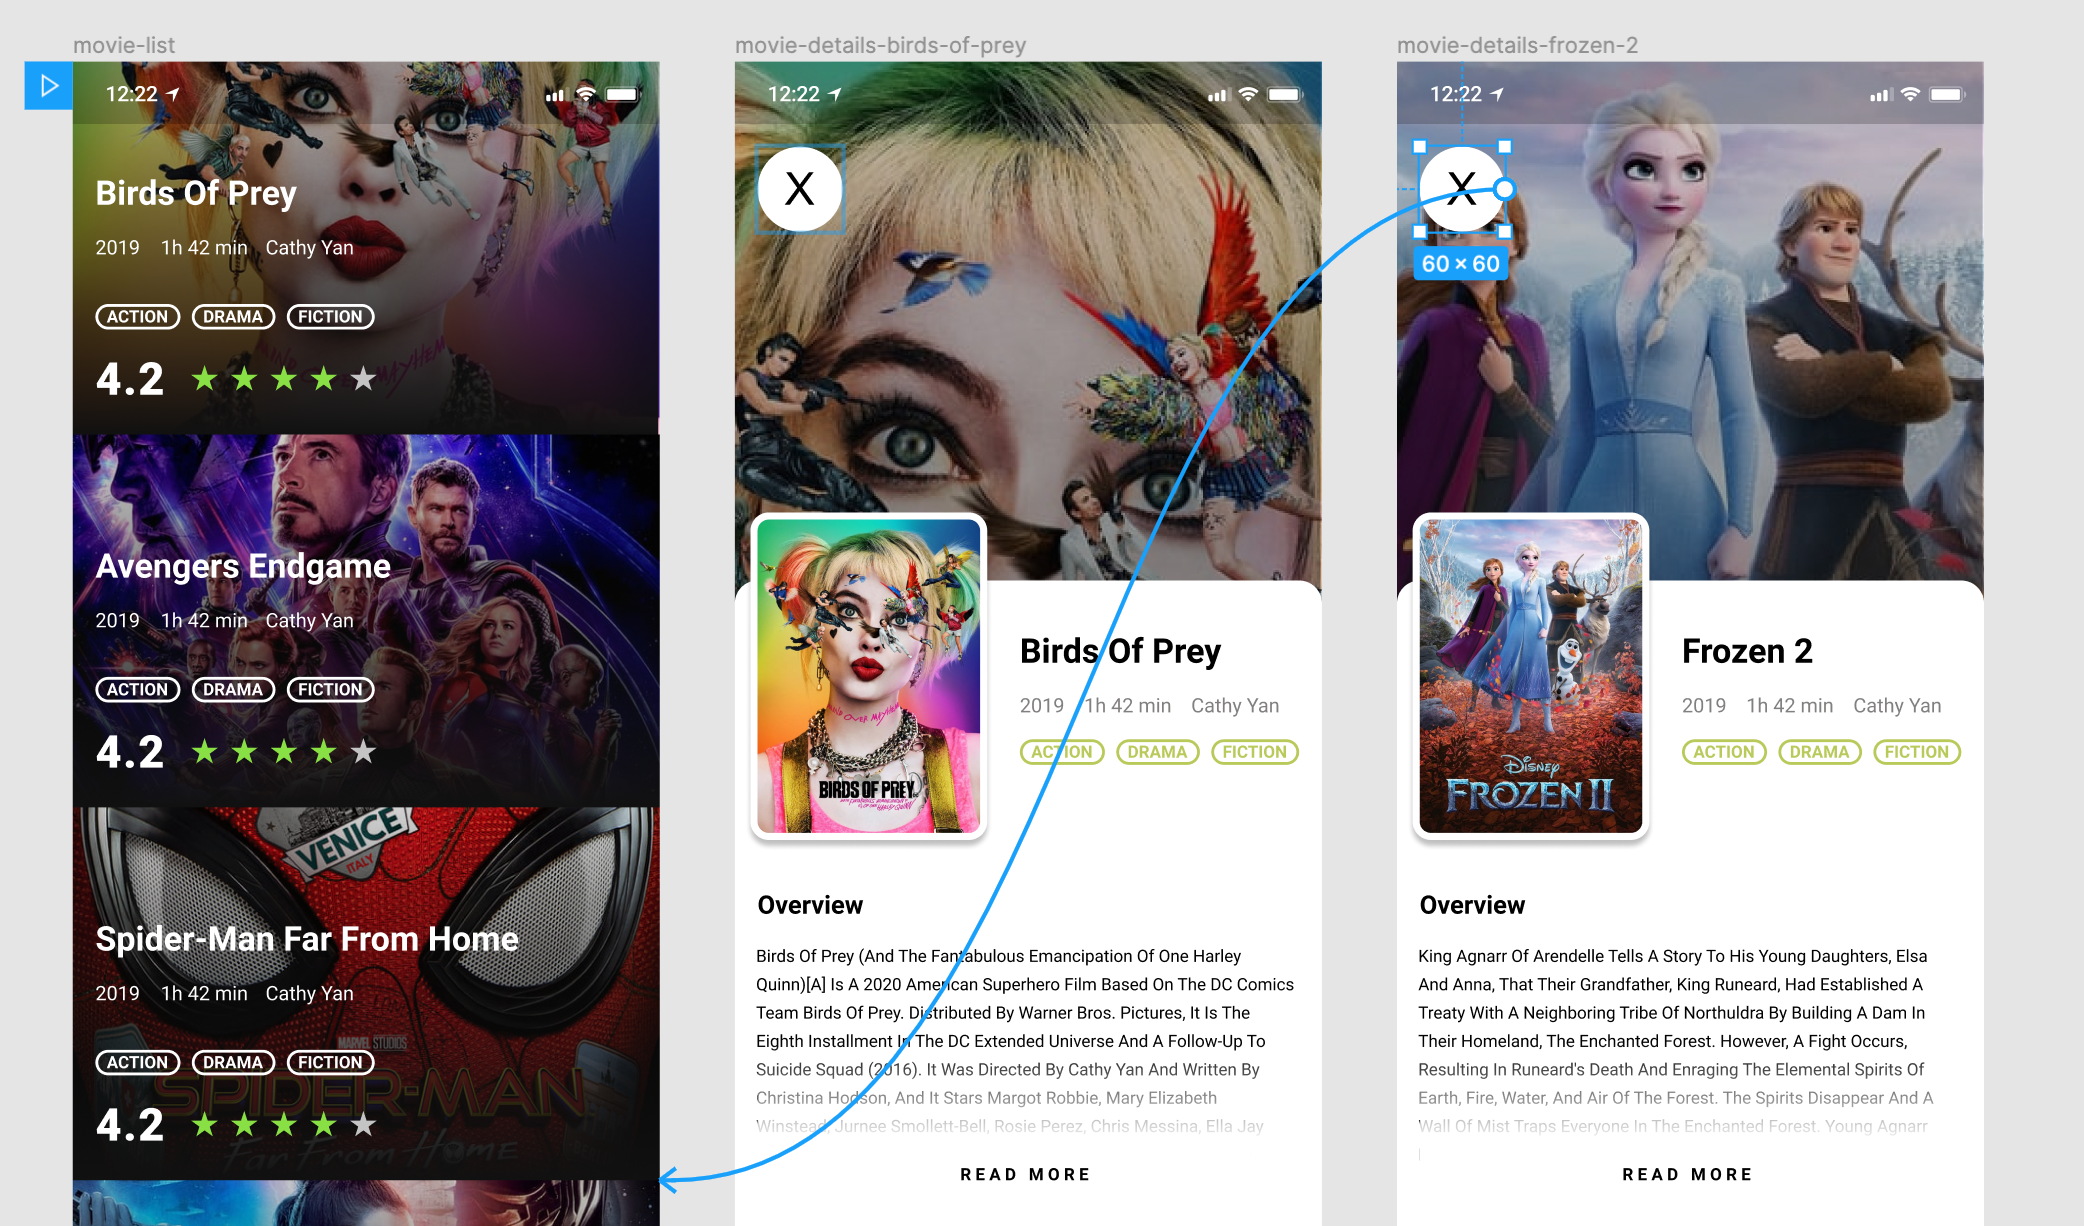 movie-list
12:22
Birds Of Prey
2019 1h 42 min Cathy Yan
ACTION DRAMA FICTION
4.2
Avengers Endgame
2019 1h 42 min Cathy Yan
ACTION DRAMA FICTION
4.2
VENICE
ITALY
Spider-Man Far From Home
2019 1h 42 min Cathy Yan
MARVEL STUDIOS
ACTION DRAMA FICTION
SPIDER-MAN
4.2
Far From Home
movie-details-birds-of-prey
12:22
X
BIRDS OF PREY
Birds Of Prey
2019 1h 42 min Cathy Yan
ACTION DRAMA FICTION
Overview
Birds Of Prey (And The Fantabulous Emancipation Of One Harley
Quinn)[A] Is A 2020 American Superhero Film Based On The DC Comics
Team Birds Of Prey. Distributed By Warner Bros. Pictures, It Is The
Eighth Installment In The DC Extended Universe And A Follow-Up To
Suicide Squad (2016). It Was Directed By Cathy Yan And Written By
Christina Hodson, And It Stars Margot Robbie, Mary Elizabeth
Winstead, Jurnee Smollett-Bell, Rosie Perez, Chris Messina, Ella Jay
READ MORE
movie-details-frozen-2
12:22
X
60 × 60
DISNEY
FROZEN II
Frozen 2
2019 1h 42 min Cathy Yan
ACTION DRAMA FICTION
Overview
King Agnarr Of Arendelle Tells A Story To His Young Daughters, Elsa
And Anna, That Their Grandfather, King Runeard, Had Established A
Treaty With A Neighboring Tribe Of Northuldra By Building A Dam In
Their Homeland, The Enchanted Forest. However, A Fight Occurs,
Resulting In Runeard's Death And Enraging The Elemental Spirits Of
Earth, Fire, Water, And Air Of The Forest. The Spirits Disappear And A
Wall Of Mist Traps Everyone In The Enchanted Forest. Young Agnarr
READ MORE